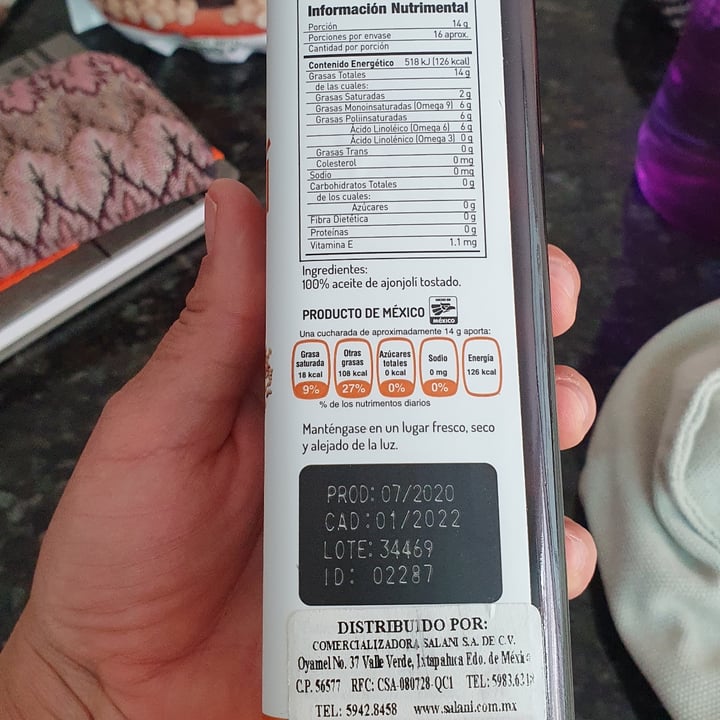 Información Nutrimental
Porción 14 g
Porciones por envase 16 aprox.
Cantidad por porción
Contenido Energético 518 kJ (126 kcal)
Grasas Totales 14 g
de las cuales:
Grasas Saturadas 2 g
Grasas Monoinsaturadas (Omega 9) 6 g
Grasas Poliinsaturadas 6 g
Ácido Linoléico (Omega 6) 6 g
Ácido Linolénico (Omega 3) 0 g
Grasas Trans 0 g
Colesterol 0 mg
Sodio 0 mg
Carbohidratos Totales 0 g
de los cuales:
Azúcares 0 g
Fibra Dietética 0 g
Proteínas 0 g
Vitamina E 1.1 mg
Ingredientes:
100% aceite de ajonjolí tostado.
PRODUCTO DE MÉXICO
HECHO EN
MÉXICO
Una cucharada de aproximadamente 14 g aporta:
Grasa saturada 18 kcal 9%
Otras grasas 108 kcal 27%
Azúcares totales 0 kcal 0%
Sodio 0 mg 0%
Energía 126 kcal
% de los nutrimentos diarios
Manténgase en un lugar fresco, seco
y alejado de la luz.
PROD: 07/2020
CAD: 01/2022
LOTE: 34469
ID: 02287
DISTRIBUIDO POR:
COMERCIALIZADORA SALANI S.A. DE C.V.
Oyamel No. 37 Valle Verde, Ixtapaluca Edo. de
C.P. 56577 RFC: CSA-080728-QC1 TEL:
TEL: 5942.8458 www.salani.com.mx